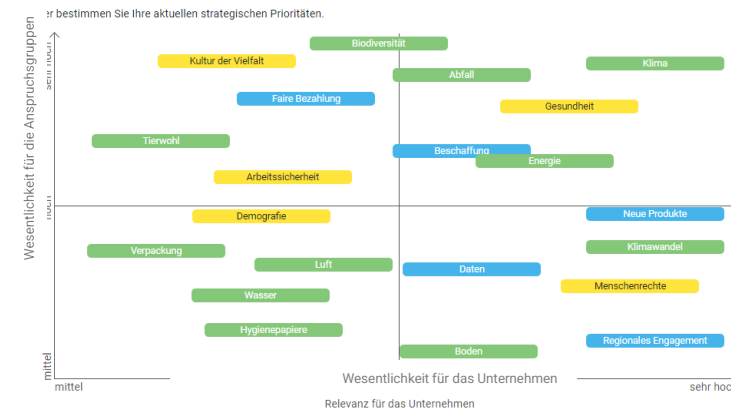 er bestimmen Sie Ihre aktuellen strategischen Prioritäten.
Wesentlichkeit für die Anspruchsgruppen
sehr hoch
hoch
mittel
Biodiversität
Kultur der Vielfalt
Klima
Abfall
Faire Bezahlung
Gesundheit
Tierwohl
Beschaffung
Energie
Arbeitssicherheit
Demografie
Neue Produkte
Verpackung
Klimawandel
Luft
Daten
Menschenrechte
Wasser
Hygienepapiere
Regionales Engagement
Boden
mittel
Wesentlichkeit für das Unternehmen
sehr hoc
Relevanz für das Unternehmen